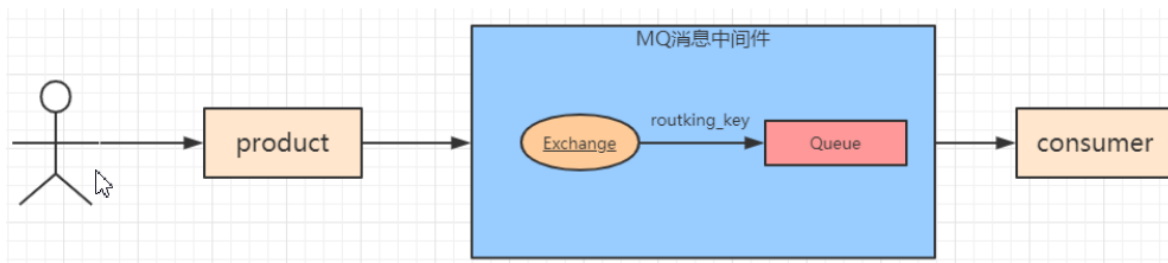 MQ消息中间件
product
Exchange
routking_key
Queue
consumer